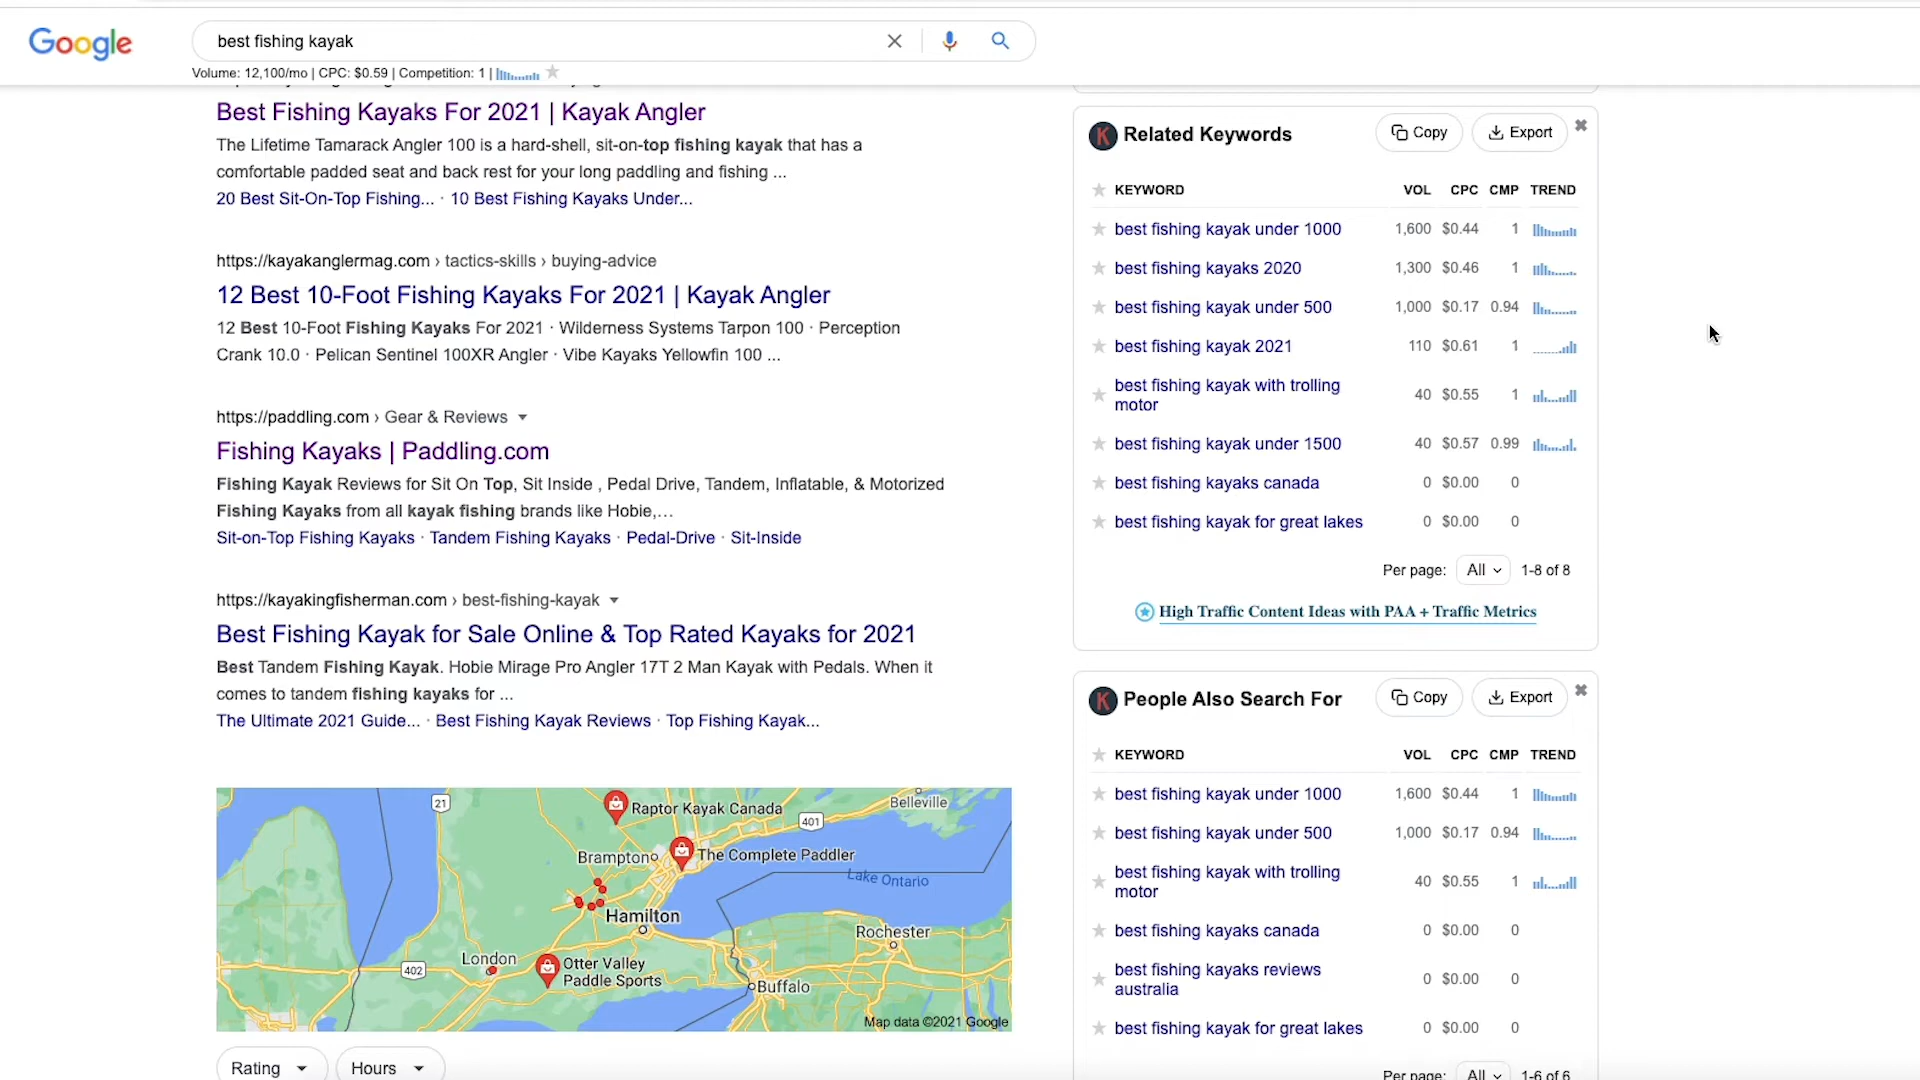 Google
best fishing kayak
Volume: 12,100/mo | CPC: $0.59 | Competition: 1 |
Best Fishing Kayaks For 2021 | Kayak Angler
The Lifetime Tamarack Angler 100 is a hard-shell, sit-on-top fishing kayak that has a
comfortable padded seat and back rest for your long paddling and fishing ...
20 Best Sit-On-Top Fishing... · 10 Best Fishing Kayaks Under...
https://kayakanglermag.com › tactics-skills › buying-advice
12 Best 10-Foot Fishing Kayaks For 2021 | Kayak Angler
12 Best 10-Foot Fishing Kayaks For 2021 · Wilderness Systems Tarpon 100 · Perception
Crank 10.0 · Pelican Sentinel 100XR Angler · Vibe Kayaks Yellowfin 100 ...
https://paddling.com › Gear & Reviews
Fishing Kayaks | Paddling.com
Fishing Kayak Reviews for Sit On Top, Sit Inside , Pedal Drive, Tandem, Inflatable, & Motorized
Fishing Kayaks from all kayak fishing brands like Hobie,...
Sit-on-Top Fishing Kayaks · Tandem Fishing Kayaks · Pedal-Drive · Sit-Inside
https://kayakingfisherman.com › best-fishing-kayak
Best Fishing Kayak for Sale Online & Top Rated Kayaks for 2021
Best Tandem Fishing Kayak. Hobie Mirage Pro Angler 17T 2 Man Kayak with Pedals. When it
comes to tandem fishing kayaks for ...
The Ultimate 2021 Guide... · Best Fishing Kayak Reviews · Top Fishing Kayak...
21
Raptor Kayak Canada
401
Belleville
Brampton
The Complete Paddler
Lake Ontario
Hamilton
Rochester
London
402
Otter Valley
Paddle Sports
Buffalo
Map data ©2021 Google
Rating
Hours
K Related Keywords Copy Export
KEYWORD VOL CPC CMP TREND
best fishing kayak under 1000 1,600 $0.44 1
best fishing kayaks 2020 1,300 $0.46 1
best fishing kayak under 500 1,000 $0.17 0.94
best fishing kayak 2021 110 $0.61 1
best fishing kayak with trolling
motor 40 $0.55 1
best fishing kayak under 1500 40 $0.57 0.99
best fishing kayaks canada 0 $0.00 0
best fishing kayak for great lakes 0 $0.00 0
Per page: All 1-8 of 8
High Traffic Content Ideas with PAA + Traffic Metrics
K People Also Search For Copy Export
KEYWORD VOL CPC CMP TREND
best fishing kayak under 1000 1,600 $0.44 1
best fishing kayak under 500 1,000 $0.17 0.94
best fishing kayak with trolling
motor 40 $0.55 1
best fishing kayaks canada 0 $0.00 0
best fishing kayaks reviews
australia 0 $0.00 0
best fishing kayak for great lakes 0 $0.00 0
Per page: All 1-6 of 6